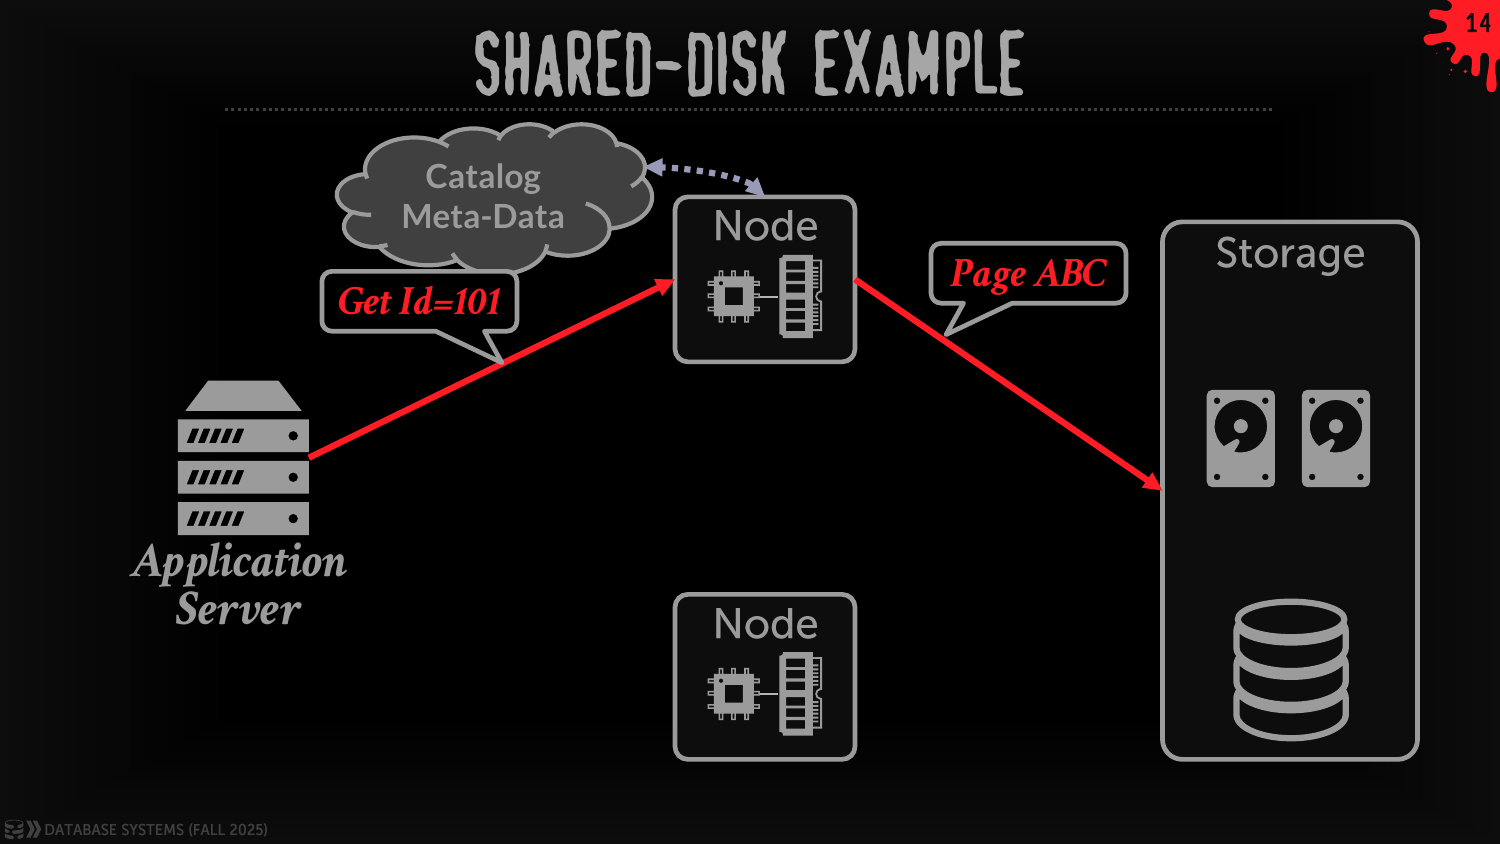 14
SHARED-DISK EXAMPLE
Catalog
Meta-Data
Node
Storage
Get Id=101
Page ABC
Application
Server
Node
DATABASE SYSTEMS (FALL 2025)